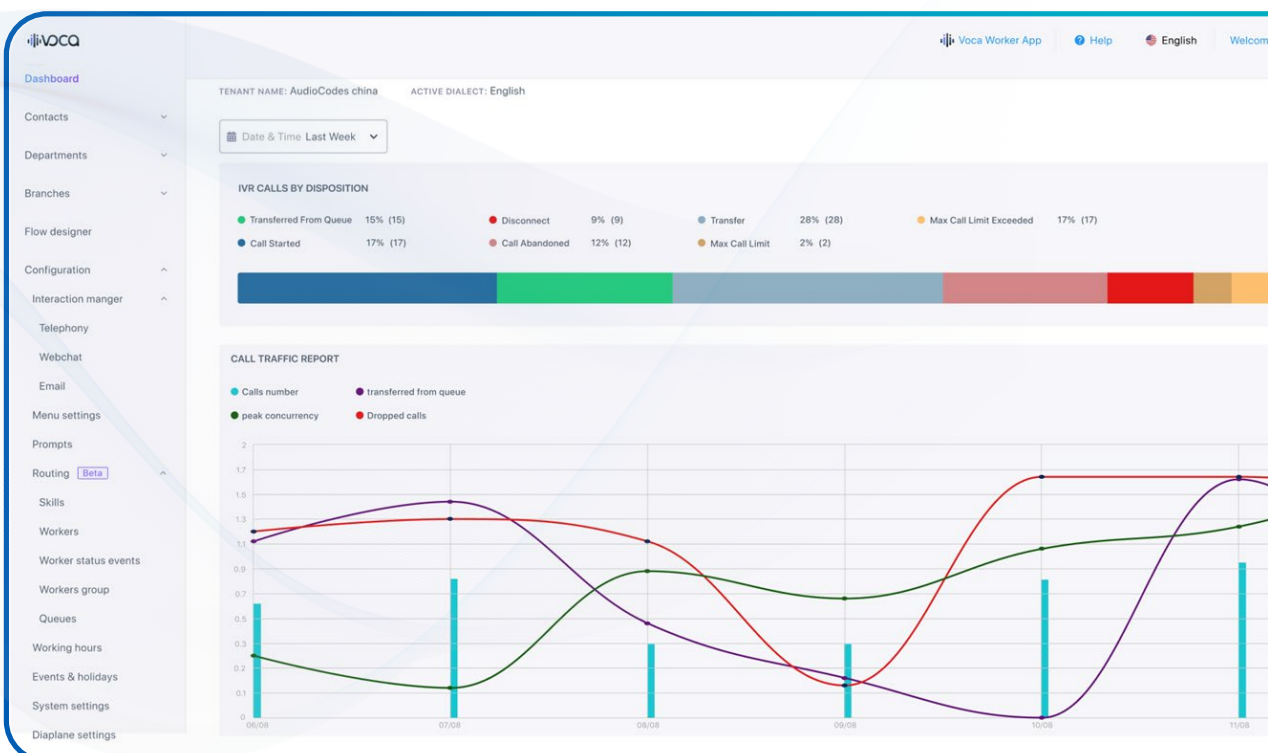 VOCA
Voca Worker App
Help
English
Welcom
Dashboard
Contacts
Departments
Branches
Flow designer
Configuration
Interaction manger
Telephony
Webchat
Email
Menu settings
Prompts
Routing Beta
Skills
Workers
Worker status events
Workers group
Queues
Working hours
Events & holidays
System settings
Diaplane settings
TENANT NAME: AudioCodes china ACTIVE DIALECT: English
Date & Time Last Week
IVR CALLS BY DISPOSITION
Transferred From Queue 15% (15) Disconnect 9% (9) Transfer 28% (28) Max Call Limit Exceeded 17% (17)
Call Started 17% (17) Call Abandoned 12% (12) Max Call Limit 2% (2)
CALL TRAFFIC REPORT
Calls number transferred from queue
peak concurrency Dropped calls
2
1.7
1.5
1.3
1.1
0.9
0.7
0.5
0.3
0.2
0.1
0
06/08 07/08 08/08 09/08 10/08 11/08